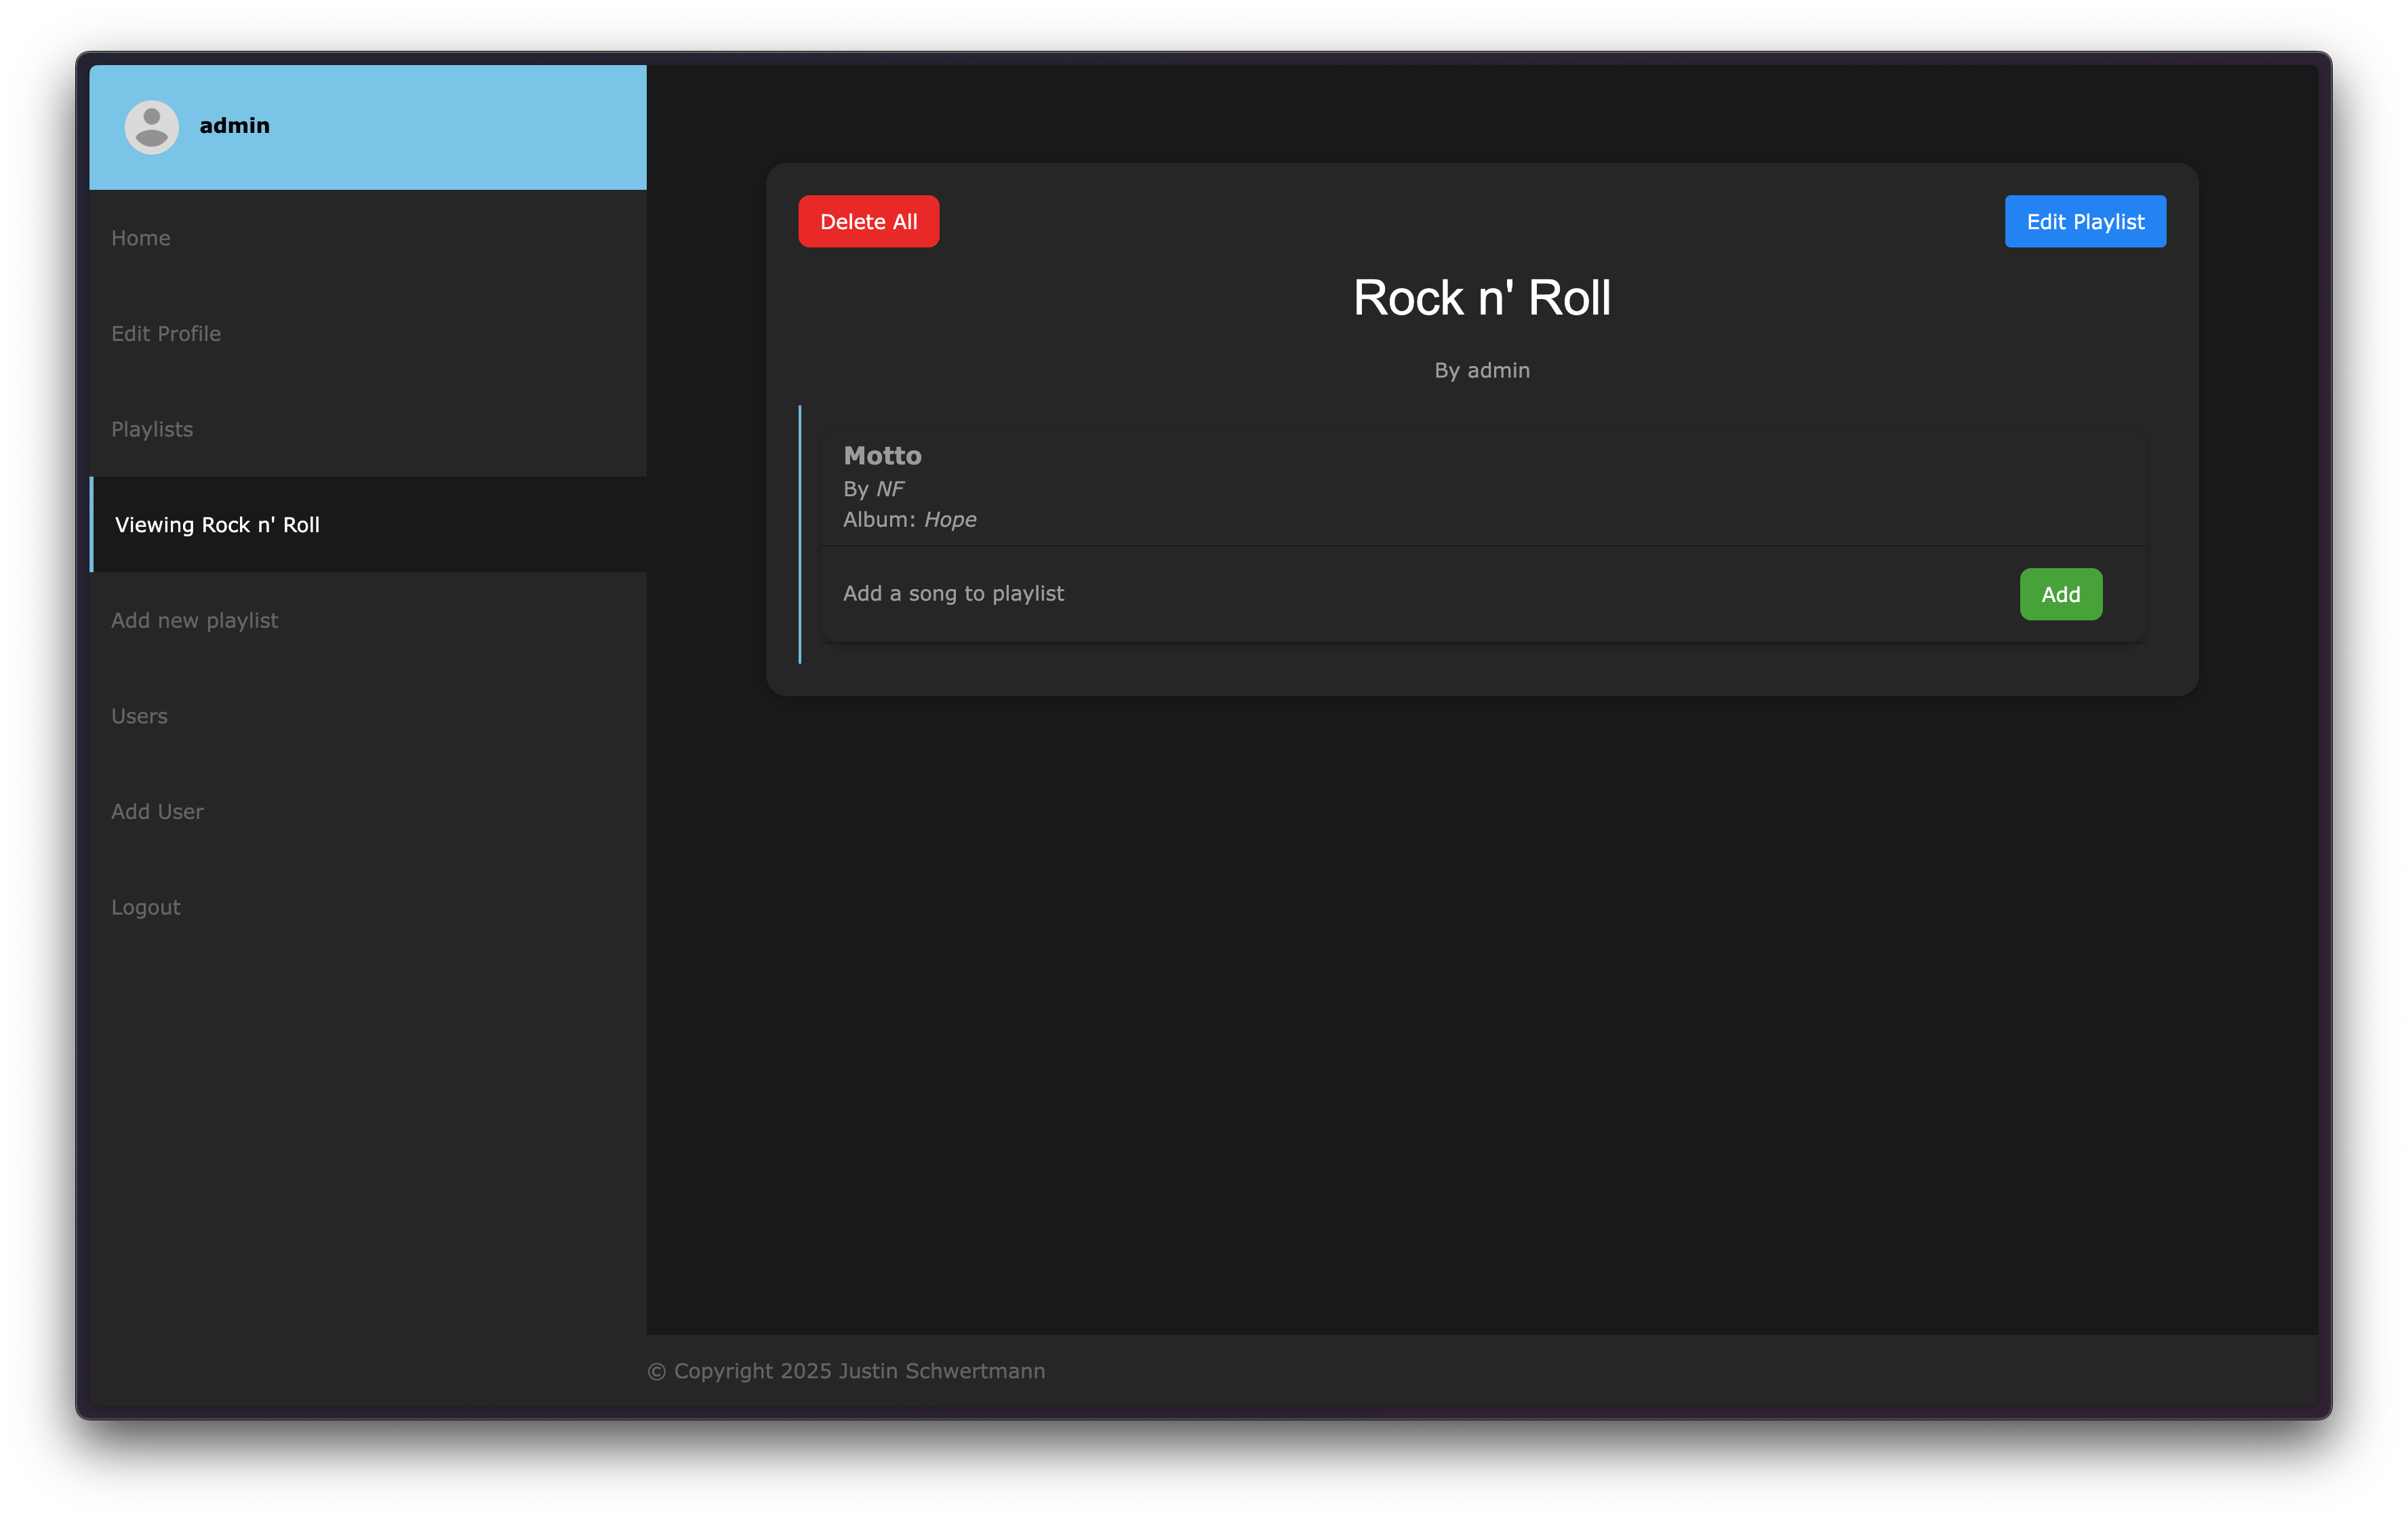 admin
Home
Edit Profile
Playlists
Viewing Rock n' Roll
Add new playlist
Users
Add User
Logout
Delete All
Edit Playlist
Rock n' Roll
By admin
Motto
By NF
Album: Hope
Add a song to playlist
Add
© Copyright 2025 Justin Schwertmann